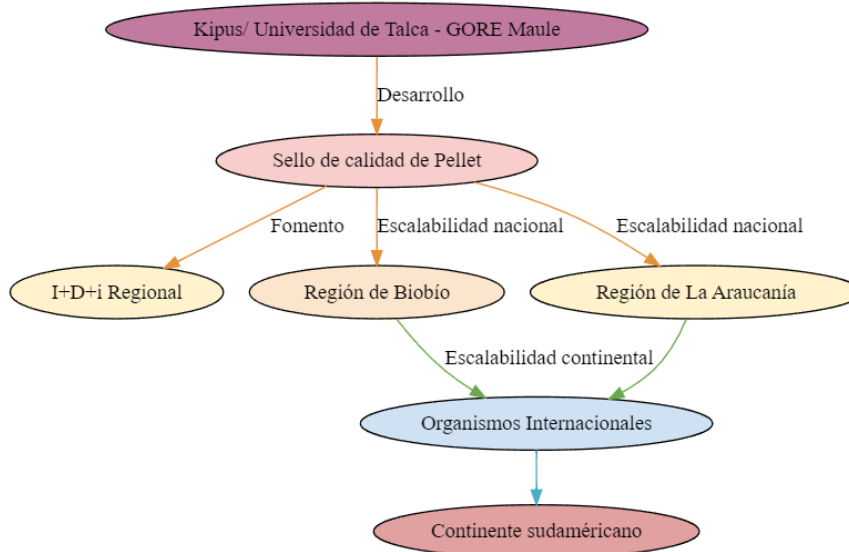 Kipus/ Universidad de Talca - GORE Maule
Desarrollo
Sello de calidad de Pellet
Fomento
Escalabilidad nacional
Escalabilidad nacional
I+D+i Regional
Región de Biobío
Región de La Araucanía
Escalabilidad continental
Organismos Internacionales
Continente sudaméricano